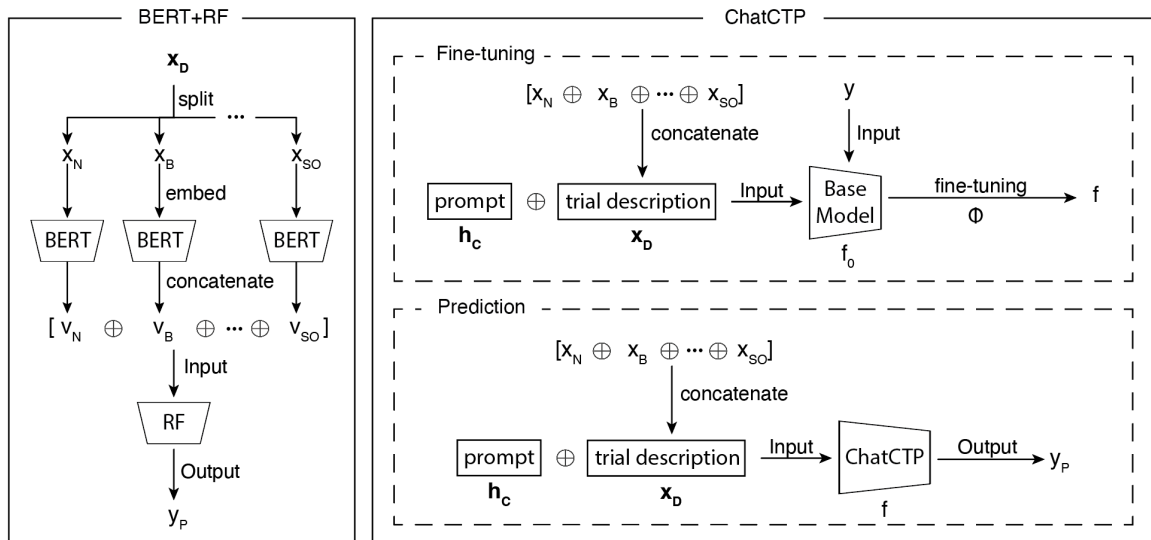 BERT+RF
x_D
split
...
x_N x_B x_SO
embed
BERT BERT BERT
concatenate
[ v_N ⊕ v_B ⊕ ... ⊕ v_SO ]
Input
RF
Output
y_P
ChatCTP
Fine-tuning
[x_N ⊕ x_B ⊕ ... ⊕ x_SO]
y
concatenate
Input
prompt ⊕ trial description
h_C
x_D
Input
Base
Model
f_0
fine-tuning
Φ
f
Prediction
[x_N ⊕ x_B ⊕ ... ⊕ x_SO]
concatenate
prompt ⊕ trial description
h_C
x_D
Input
ChatCTP
f
Output
y_P